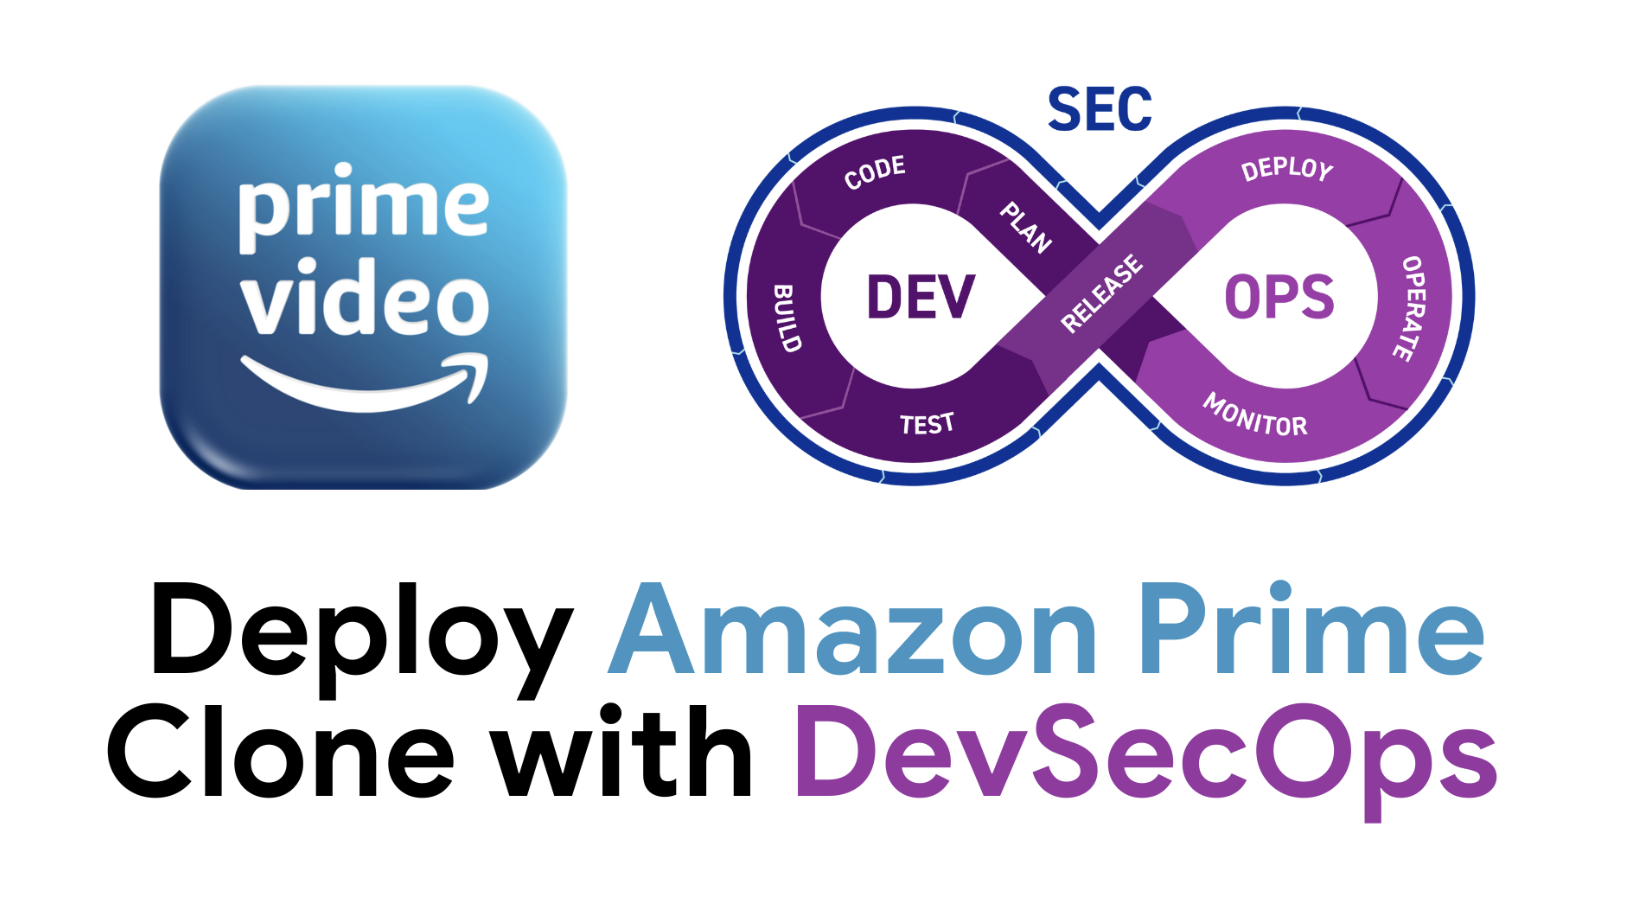 prime
video
SEC
CODE
PLAN
BUILD
DEV
TEST
RELEASE
DEPLOY
OPS
OPERATE
MONITOR
Deploy Amazon Prime
Clone with DevSecOps